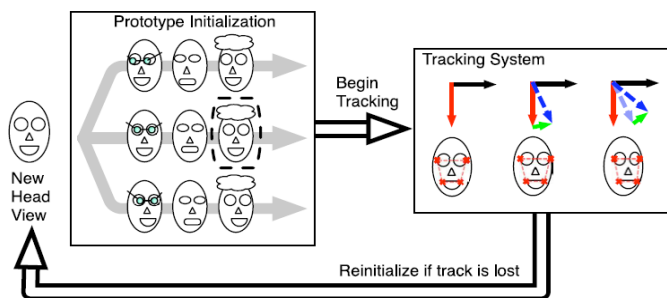 Prototype Initialization
New
Head
View
Begin
Tracking
Tracking System
Reinitialize if track is lost